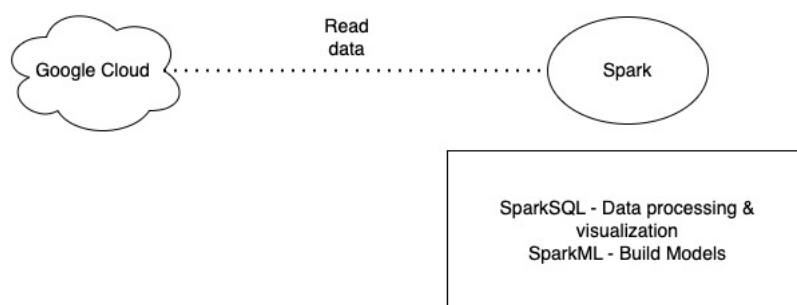 Read
data
Google Cloud
Spark
SparkSQL - Data processing &
visualization
SparkML - Build Models